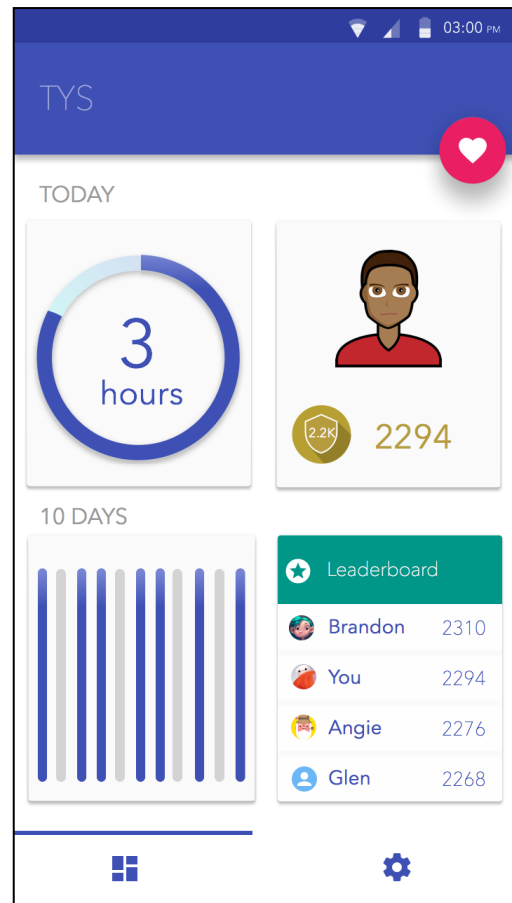 03:00 PM
TYS
TODAY
3
hours
2.2K
2294
10 DAYS
Leaderboard
Brandon 2310
You 2294
Angie 2276
Glen 2268